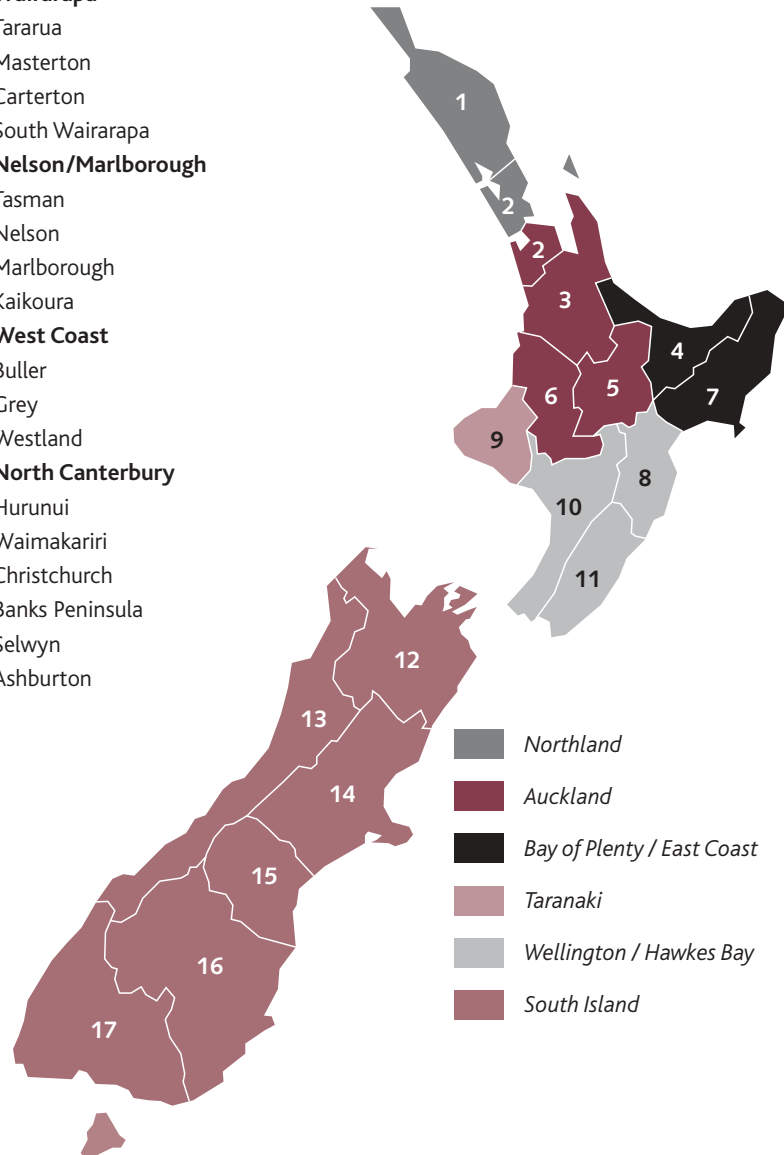 Wairarapa
Tararua
Masterton
Carterton
South Wairarapa
Nelson/Marlborough
Tasman
Nelson
Marlborough
Kaikoura
West Coast
Buller
Grey
Westland
North Canterbury
Hurunui
Waimakariri
Christchurch
Banks Peninsula
Selwyn
Ashburton
1
2
2
3
4
5
6
7
9
8
10
11
12
13
14
15
16
17
Northland
Auckland
Bay of Plenty / East Coast
Taranaki
Wellington / Hawkes Bay
South Island